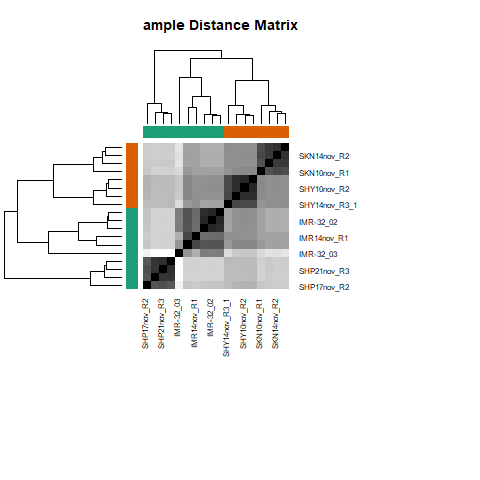 ample Distance Matrix
SKN14nov_R2
SKN10nov_R1
SHY10nov_R2
SHY14nov_R3_1
IMR-32_02
IMR14nov_R1
IMR-32_03
SHP21nov_R3
SHP17nov_R2
SHP17nov_R2
SHP21nov_R3
IMR-32_03
IMR14nov_R1
IMR-32_02
SHY14nov_R3_1
SHY10nov_R2
SKN10nov_R1
SKN14nov_R2